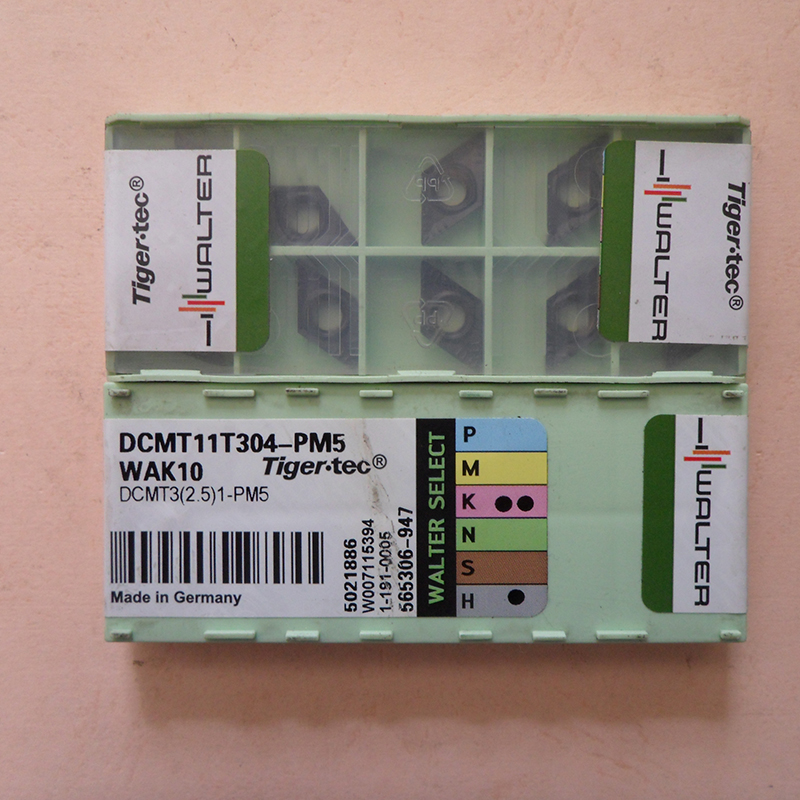 Tiger·tec®
WALTER
WALTER
Tiger·tec®
DCMT11T304-PM5
WAK10 Tiger·tec®
DCMT3(2.5)1-PM5
Made in Germany
5021886
W007115394
1-191-0005
565306-947
WALTER SELECT
P
M
K
N
S
H
WALTER